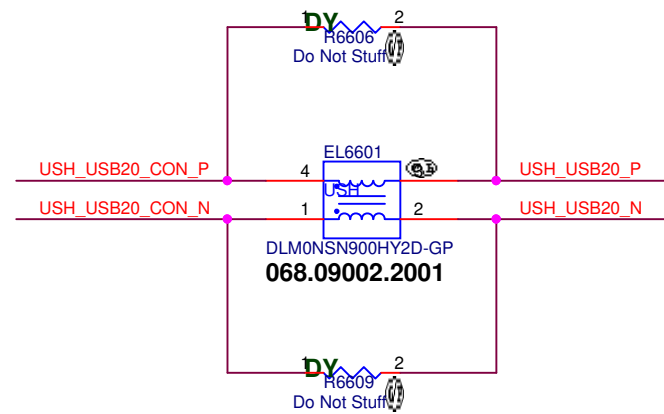 1 DY 2
R6606
Do Not Stuff
EL6601
USH_USB20_CON_P 4 USH_USB20_P
USH
USH_USB20_CON_N 1 2 USH_USB20_N
DLM0NSN900HY2D-GP
068.09002.2001
1 DY 2
R6609
Do Not Stuff